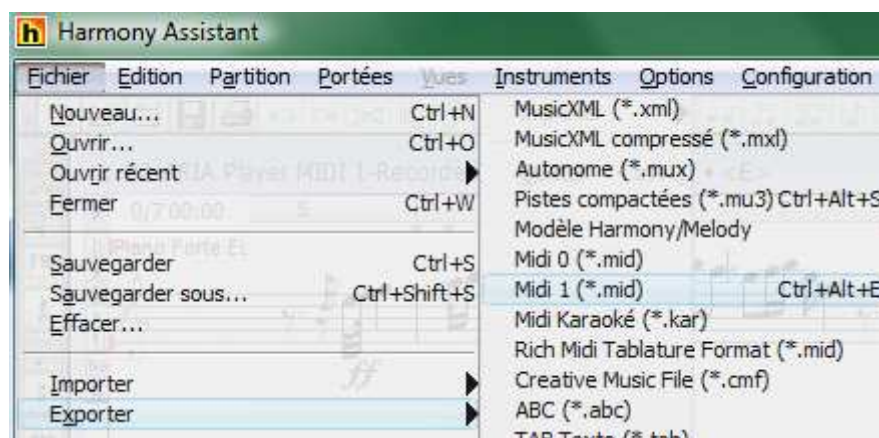 Harmony Assistant
Fichier Edition Partition Portées Vues Instruments Options Configuration
Nouveau... Ctrl+N
Ouvrir... Ctrl+O
Ouvrir récent
Fermer Ctrl+W
Sauvegarder Ctrl+S
Sauvegarder sous... Ctrl+Shift+S
Effacer...
Importer
Exporter
MusicXML (*.xml)
MusicXML compressé (*.mxl)
Autonome (*.mux)
Pistes compactées (*.mu3) Ctrl+Alt+S
Modèle Harmony/Melody
Midi 0 (*.mid)
Midi 1 (*.mid) Ctrl+Alt+E
Midi Karaoké (*.kar)
Rich Midi Tablature Format (*.mid)
Creative Music File (*.cmf)
ABC (*.abc)
TAB Texte (*.tab)